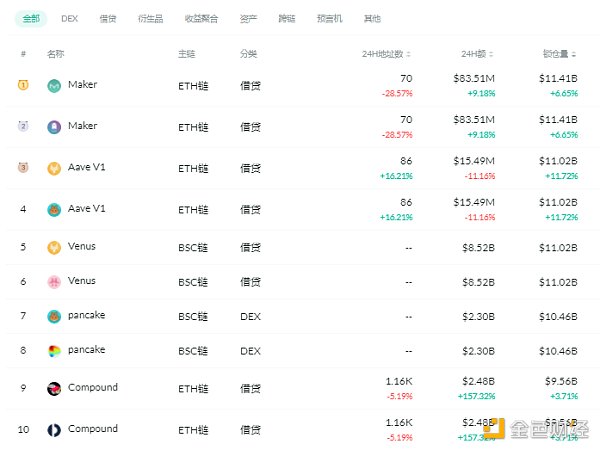 全部 DEX 借贷 衍生品 收益聚合 资产 跨链 预言机 其他
# 名称 主链 分类 24H地址数 24H额 锁仓量
1 Maker ETH链 借贷 70 $83.51M $11.41B
-28.57% +9.18% +6.65%
2 Maker ETH链 借贷 70 $83.51M $11.41B
-28.57% +9.18% +6.65%
3 Aave V1 ETH链 借贷 86 $15.49M $11.02B
+16.21% -11.16% +11.72%
4 Aave V1 ETH链 借贷 86 $15.49M $11.02B
+16.21% -11.16% +11.72%
5 Venus BSC链 借贷 -- $8.52B $11.02B
6 Venus BSC链 借贷 -- $8.52B $11.02B
7 pancake BSC链 DEX -- $2.30B $10.46B
8 pancake BSC链 DEX -- $2.30B $10.46B
9 Compound ETH链 借贷 1.16K $2.48B $9.56B
-5.19% +157.32% +3.71%
10 Compound ETH链 借贷 1.16K $2.48B $9.56B
-5.19% +157.32% +3.71%
金色财经